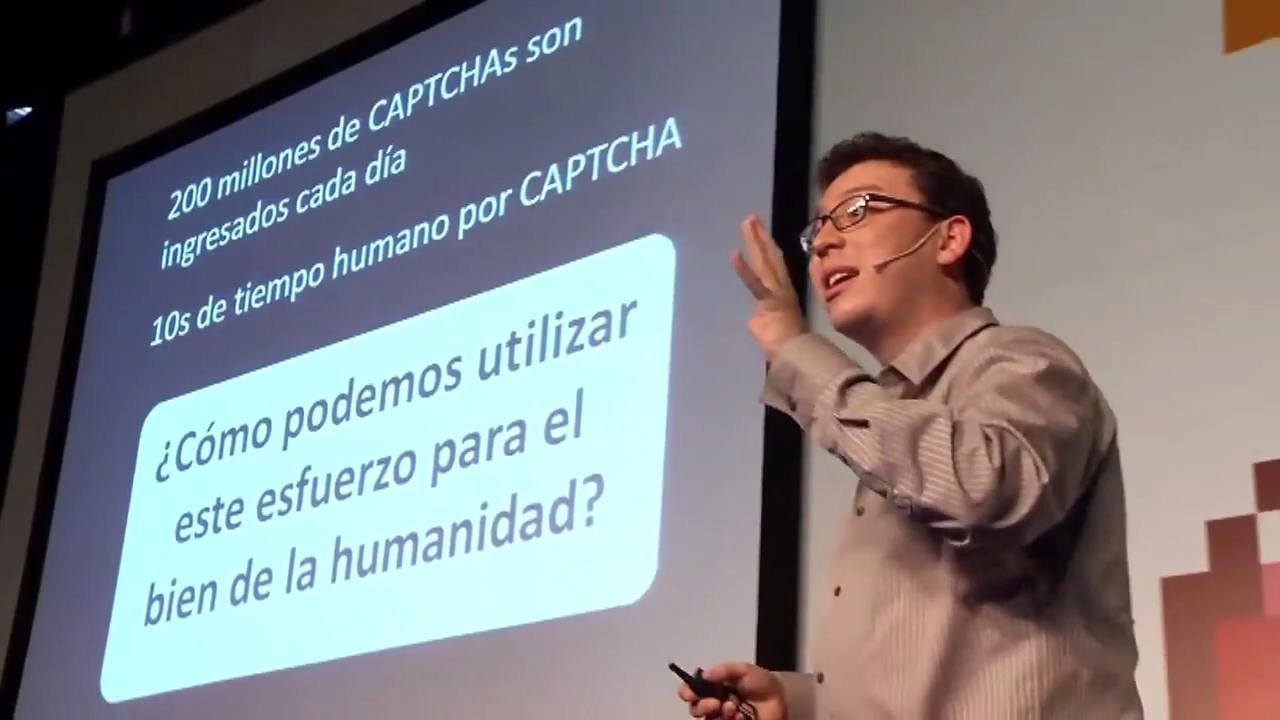 200 millones de CAPTCHAs son
ingresados cada día
10s de tiempo humano por CAPTCHA
¿Cómo podemos utilizar
este esfuerzo para el
bien de la humanidad?